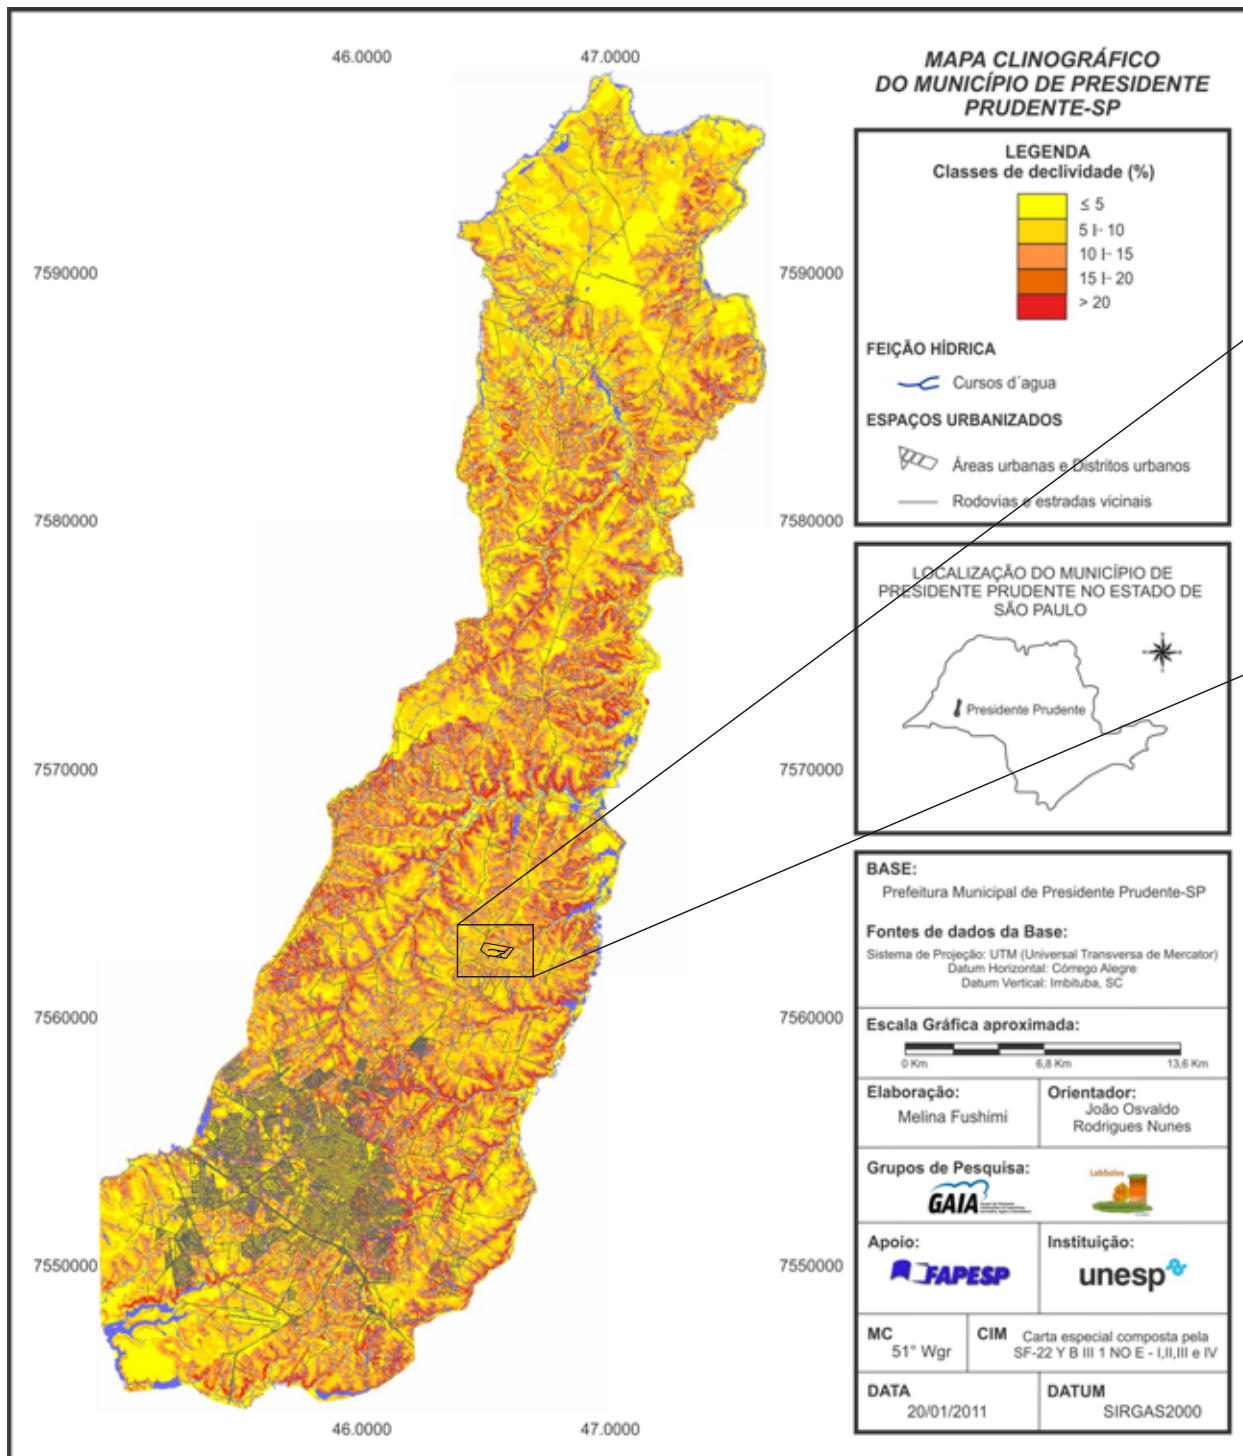 46.0000
47.0000
MAPA CLINOGRÁFICO
DO MUNICÍPIO DE PRESIDENTE
PRUDENTE-SP
LEGENDA
Classes de declividade (%)
≤ 5
5 Ⱶ 10
10 Ⱶ 15
15 Ⱶ 20
> 20
FEIÇÃO HÍDRICA
Cursos d´agua
ESPAÇOS URBANIZADOS
Áreas urbanas e Distritos urbanos
Rodovias e estradas vicinais
7590000
7590000
7580000
7580000
7570000
7570000
7560000
7560000
7550000
7550000
LOCALIZAÇÃO DO MUNICÍPIO DE
PRESIDENTE PRUDENTE NO ESTADO DE
SÃO PAULO
Presidente Prudente
BASE:
Prefeitura Municipal de Presidente Prudente-SP
Fontes de dados da Base:
Sistema de Projeção: UTM (Universal Transversa de Mercator)
Datum Horizontal: Córrego Alegre
Datum Vertical: Imbituba, SC
Escala Gráfica aproximada:
0 Km
6,8 Km
13,6 Km
Elaboração:
Melina Fushimi
Orientador:
João Osvaldo
Rodrigues Nunes
Grupos de Pesquisa:
GAIA
LabSolos
Apoio:
FAPESP
Instituição:
unesp
MC
51° Wgr
CIM
Carta especial composta pela
SF-22 Y B III 1 NO E - I,II,III e IV
DATA
20/01/2011
DATUM
SIRGAS2000
46.0000
47.0000